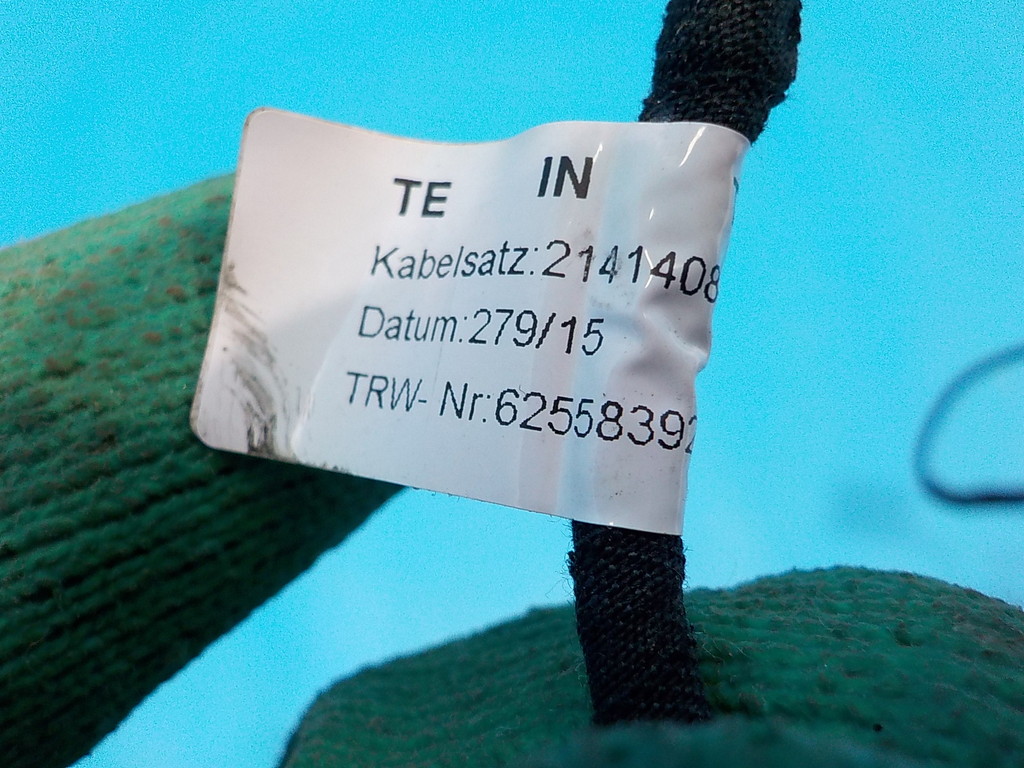 TE IN
Kabelsatz:2141408
Datum:279/15
TRW- Nr:62558392